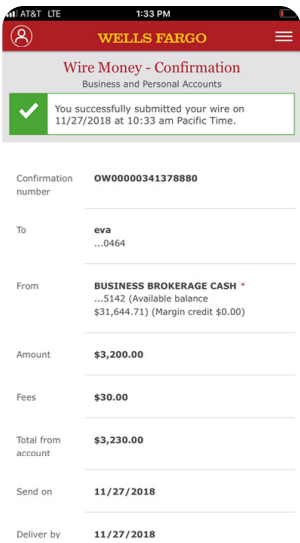 AT&T LTE 1:33 PM
WELLS FARGO
Wire Money - Confirmation
Business and Personal Accounts
You successfully submitted your wire on
11/27/2018 at 10:33 am Pacific Time.
Confirmation number OW00000341378880
To eva
...0464
From BUSINESS BROKERAGE CASH *
...5142 (Available balance
$31,644.71) (Margin credit $0.00)
Amount $3,200.00
Fees $30.00
Total from account $3,230.00
Send on 11/27/2018
Deliver by 11/27/2018